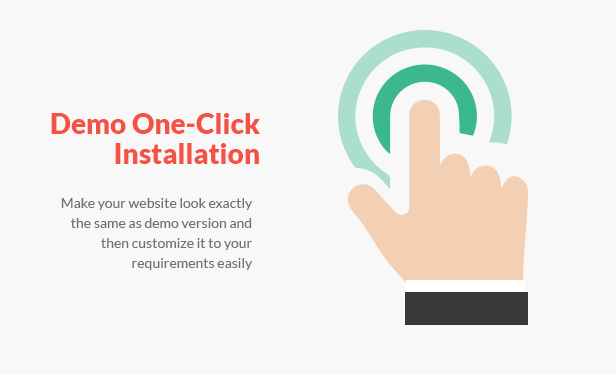 Demo One-Click
Installation
Make your website look exactly
the same as demo version and
then customize it to your
requirements easily